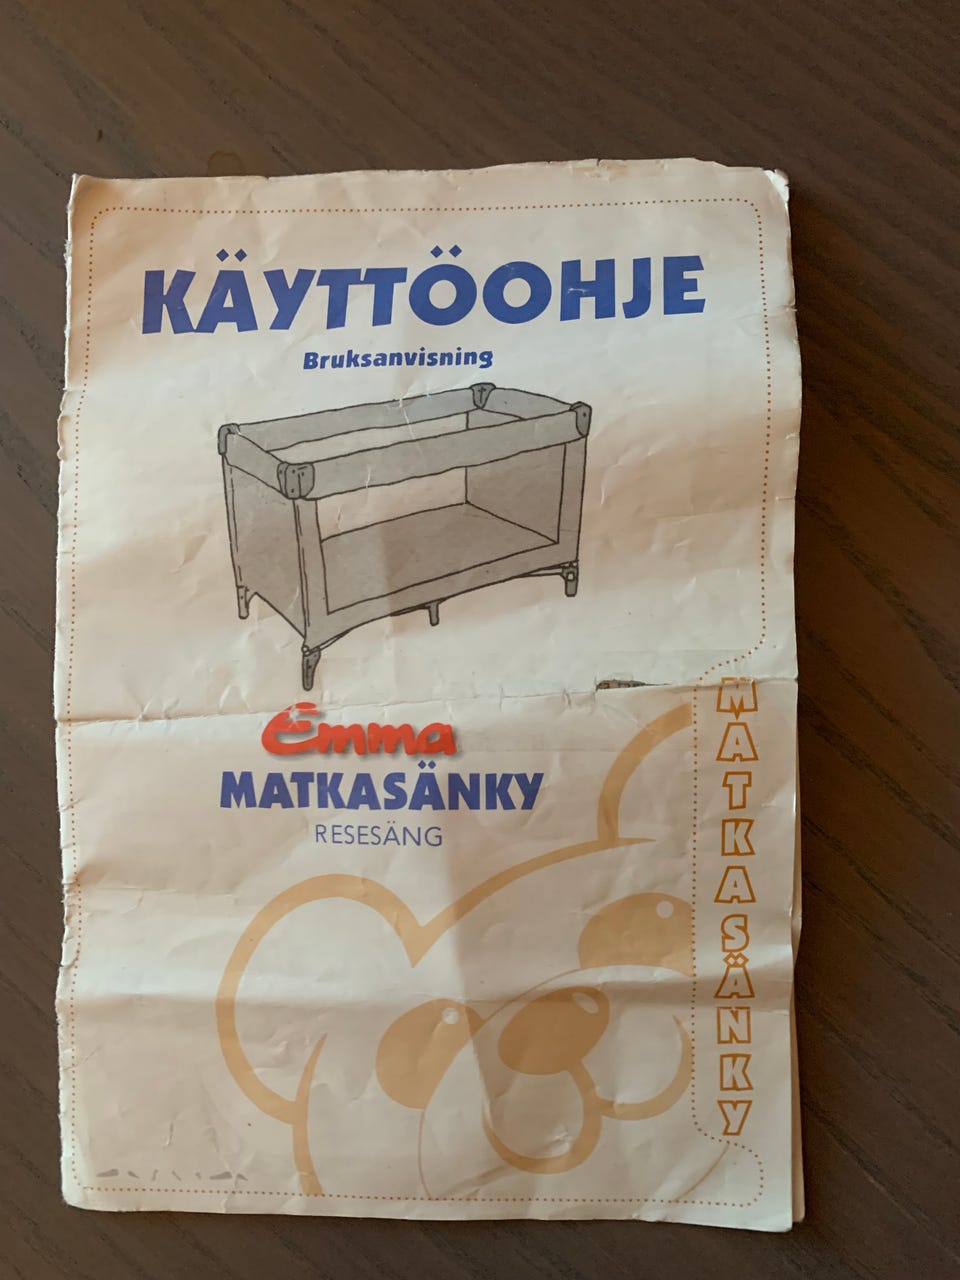 KÄYTTÖOHJE
Bruksanvisning
Emma
MATKASÄNKY
RESESÄNG
MATKASÄNKY